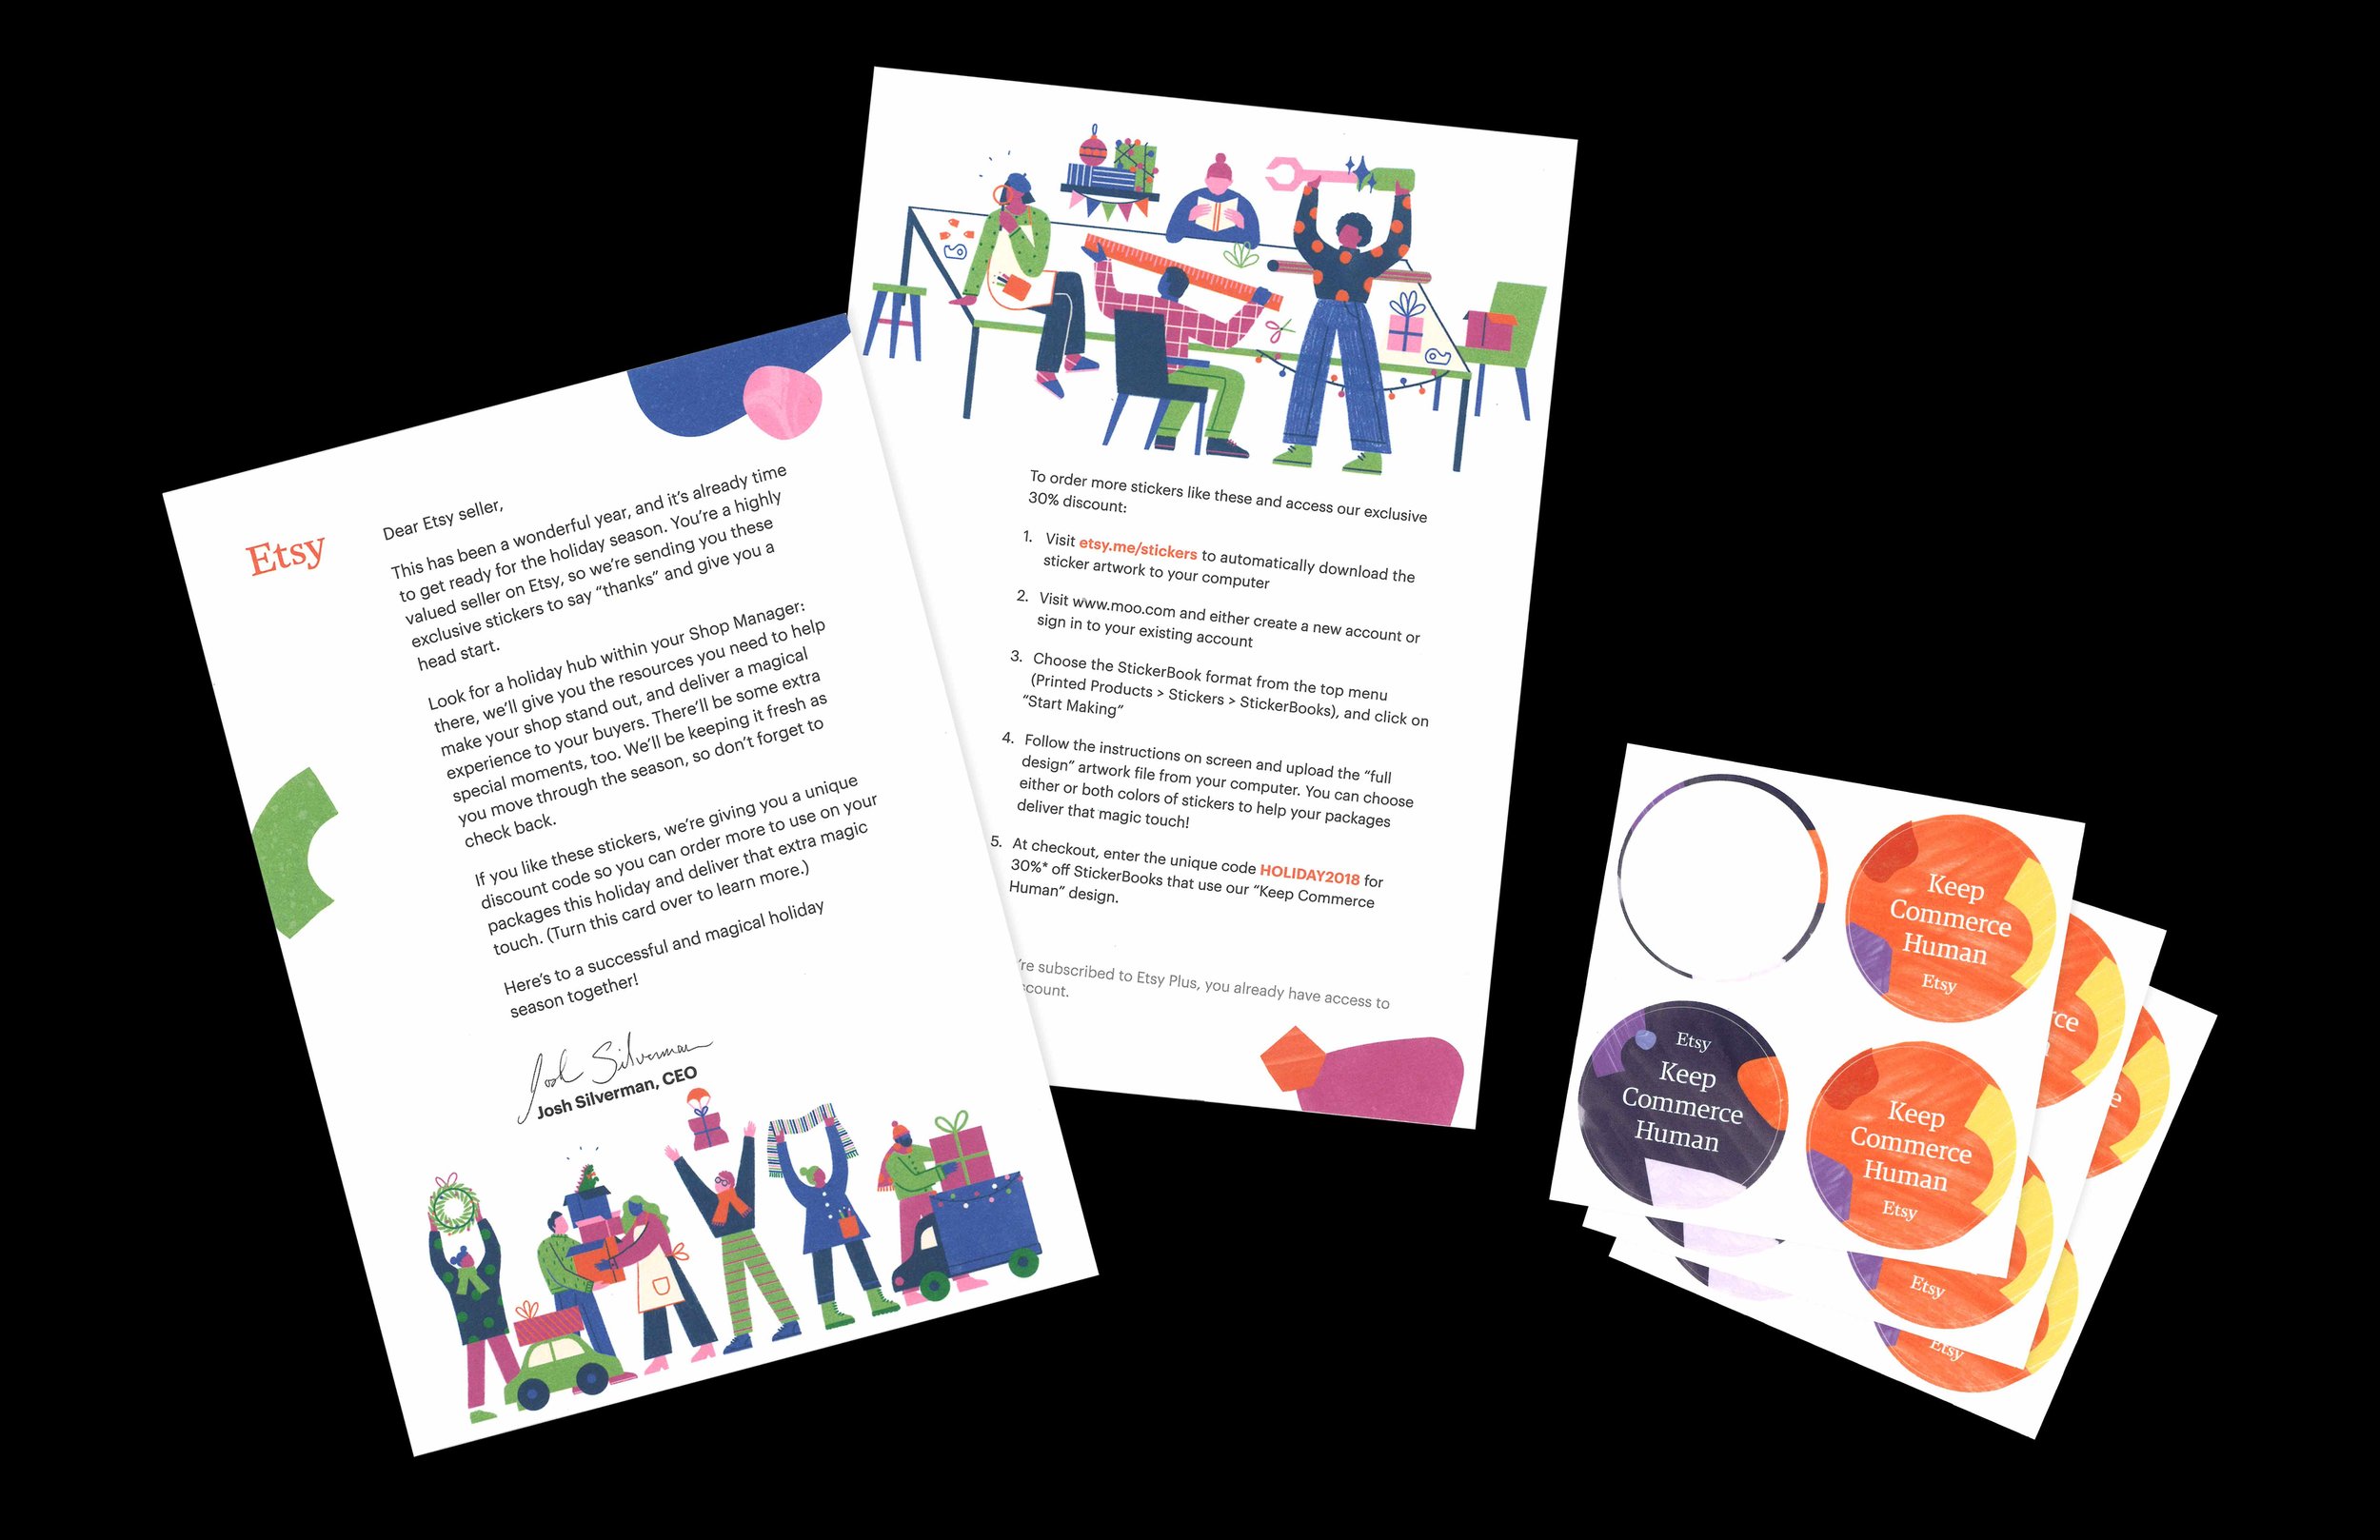 Etsy
Dear Etsy seller,
This has been a wonderful year, and it's already time
to get ready for the holiday season. You're a highly
valued seller on Etsy, so we're sending you these
exclusive stickers to say “thanks” and give you a
head start.
Look for a holiday hub within your Shop Manager:
there, we'll give you the resources you need to help
make your shop stand out, and deliver a magical
experience to your buyers. There'll be some extra
special moments, too. We'll be keeping it fresh as
you move through the season, so don't forget to
check back.
If you like these stickers, we're giving you a unique
discount code so you can order more to use on your
packages this holiday and deliver that extra magic
touch. (Turn this card over to learn more.)
Here's to a successful and magical holiday
season together!
Josh Silverman
Josh Silverman, CEO
To order more stickers like these and access our exclusive
30% discount:
1. Visit etsy.me/stickers to automatically download the
sticker artwork to your computer
2. Visit www.moo.com and either create a new account or
sign in to your existing account
3. Choose the StickerBook format from the top menu
(Printed Products > Stickers > StickerBooks), and click on
“Start Making”
4. Follow the instructions on screen and upload the “full
design” artwork file from your computer. You can choose
either or both colors of stickers to help your packages
deliver that magic touch!
5. At checkout, enter the unique code HOLIDAY2018 for
30%* off StickerBooks that use our “Keep Commerce
Human” design.
're subscribed to Etsy Plus, you already have access to
count.
Keep
Commerce
Human
Etsy
Etsy
Keep
Commerce
Human
Keep
Commerce
Human
Etsy
rce
Etsy
e
Etsy